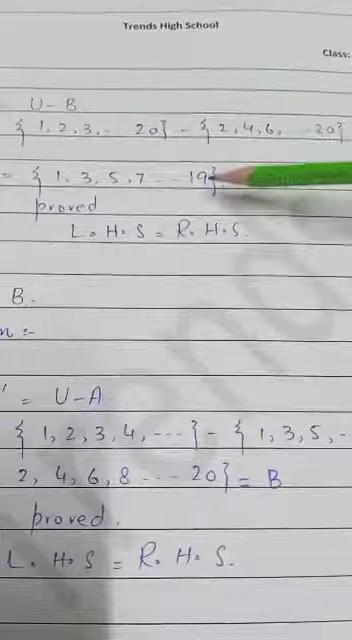 Trends High School
Class:
= U - B
{ 1, 2, 3, - - 20 } - { 2, 4, 6, . . . 20 }
= { 1, 3, 5, 7 - - - 19 }
proved
L . H . S = R . H . S .
B .
n :-
' = U - A
{ 1, 2, 3, 4, - - - } - { 1, 3, 5, -
2, 4, 6, 8 - - - 20 } = B
proved .
L . H . S = R . H . S .